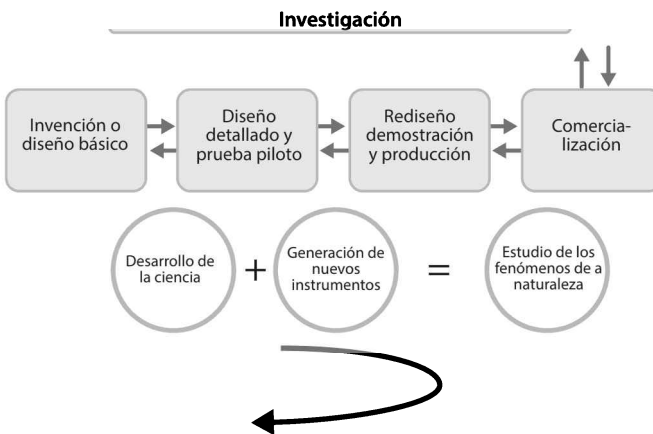 Investigación
Invención o
diseño básico
Diseño
detallado y
prueba piloto
Rediseño
demostración
y producción
Comercia-
lización
Desarrollo de
la ciencia
+
Generación de
nuevos
instrumentos
=
Estudio de los
fenómenos de a
naturaleza